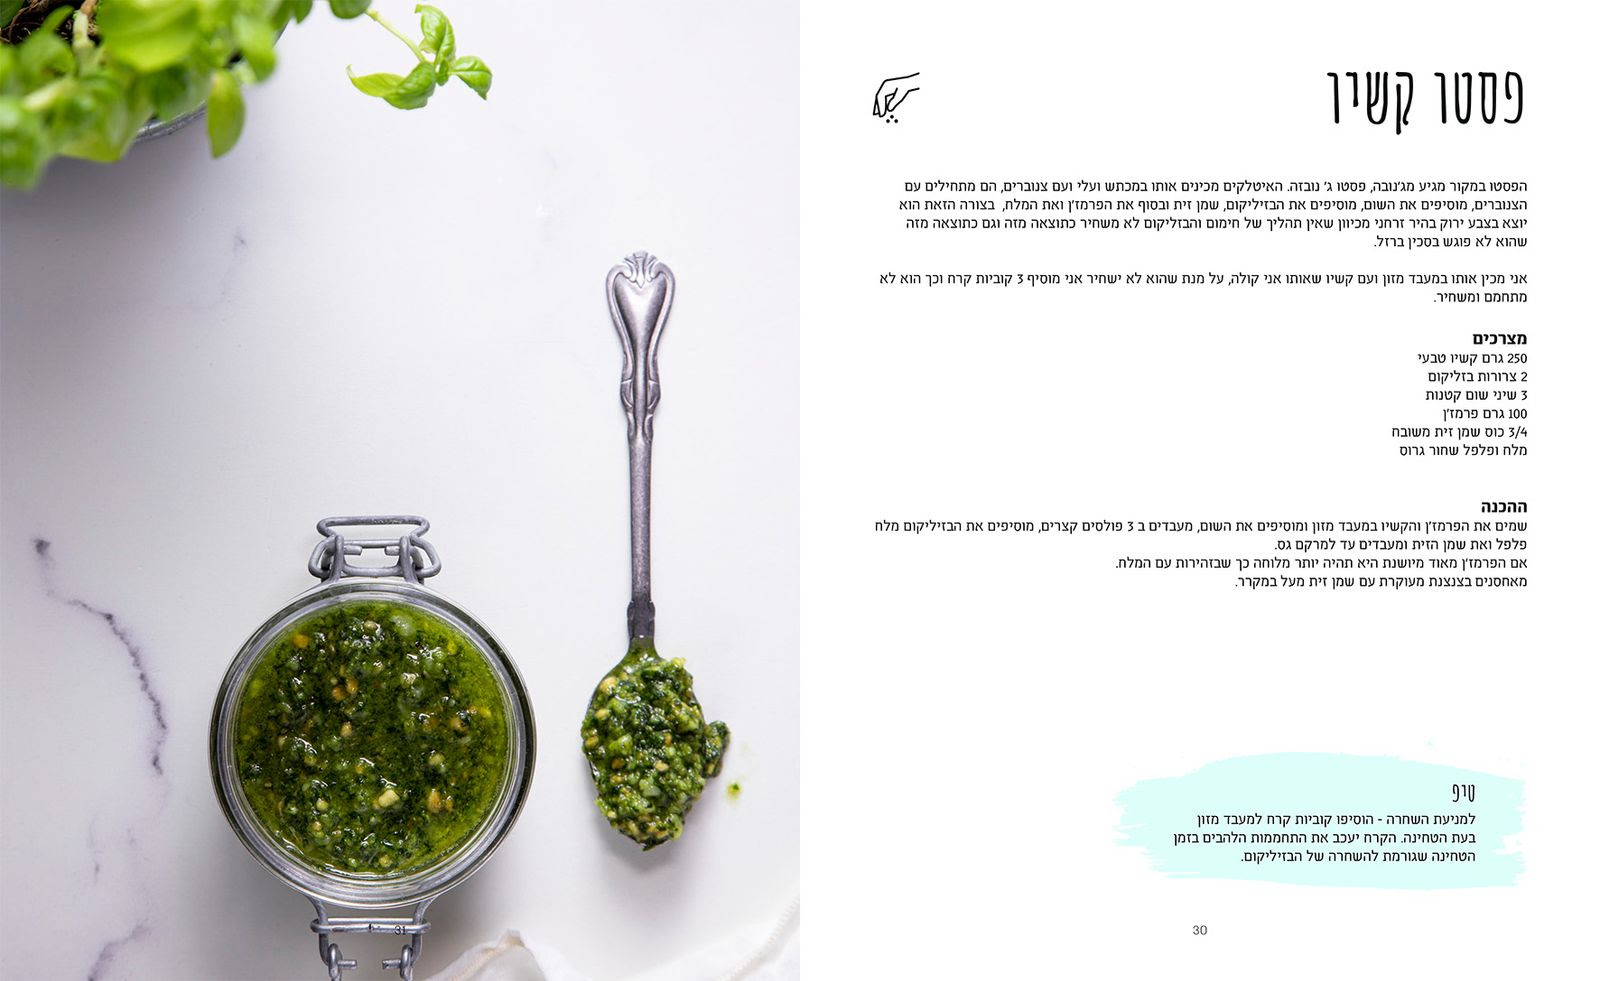 פסטו קשיו
הפסטו במקור מגיע מג'נובה, פסטו ג' נובזה. האיטלקים מכינים אותו במכתש ועלי ועם צנוברים, הם מתחילים עם
הצנוברים, מוסיפים את השום, מוסיפים את הבזיליקום, שמן זית ובסוף את הפרמז'ן ואת המלח, בצורה הזאת הוא
יוצא בצבע ירוק בהיר זרחני מכיוון שאין תהליך של חימום והבזליקום לא משחיר כתוצאה מזה וגם כתוצאה מזה
שהוא לא פוגש בסכין ברזל.
אני מכין אותו במעבד מזון ועם קשיו שאותו אני קולה, על מנת שהוא לא ישחיר אני מוסיף 3 קוביות קרח וכך הוא לא
מתחמם ומשחיר.
מצרכים
250 גרם קשיו טבעי
2 צרורות בזליקום
3 שיני שום קטנות
100 גרם פרמז'ן
3/4 כוס שמן זית משובח
מלח ופלפל שחור גרוס
ההכנה
שמים את הפרמז'ן והקשיו במעבד מזון ומוסיפים את השום, מעבדים ב 3 פולסים קצרים, מוסיפים את הבזיליקום מלח
פלפל ואת שמן הזית ומעבדים עד למרקם גס.
אם הפרמז'ן מאוד מיושנת היא תהיה יותר מלוחה כך שבזהירות עם המלח.
מאחסנים בצנצנת מעוקרת עם שמן זית מעל במקרר.
טיפ
למניעת השחרה - הוסיפו קוביות קרח למעבד מזון
בעת הטחינה. הקרח יעכב את התחממות הלהבים בזמן
הטחינה שגורמת להשחרה של הבזיליקום.
30
31